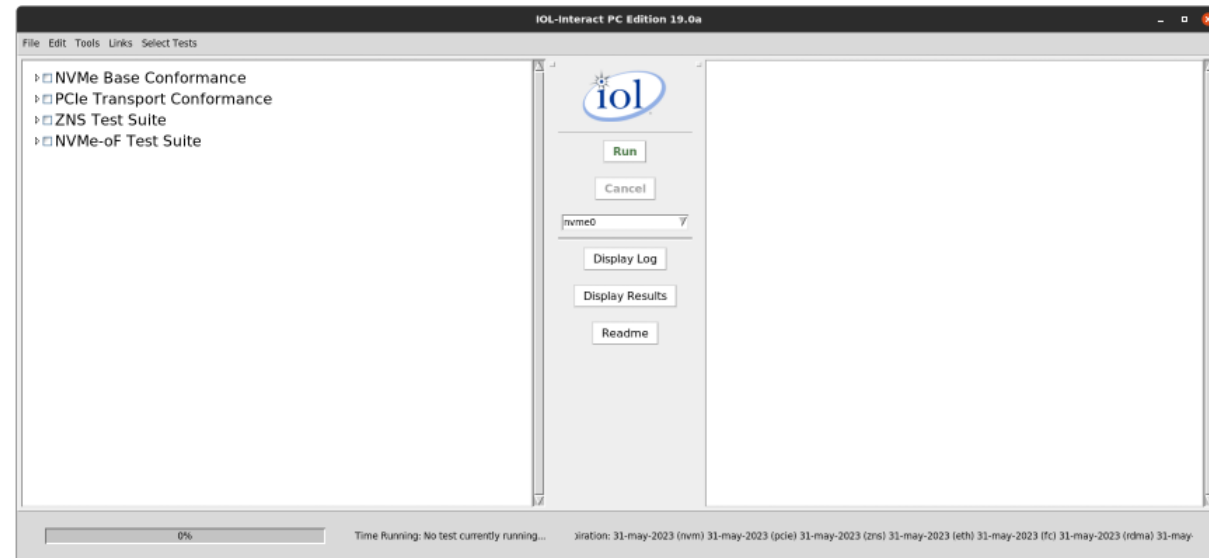 IOL-Interact PC Edition 19.0a
File Edit Tools Links Select Tests
NVMe Base Conformance
PCIe Transport Conformance
ZNS Test Suite
NVMe-oF Test Suite
iol
Run
Cancel
nvme0
Display Log
Display Results
Readme
0%
Time Running: No test currently running...
piration: 31-may-2023 (nvm) 31-may-2023 (pcie) 31-may-2023 (zns) 31-may-2023 (eth) 31-may-2023 (fc) 31-may-2023 (rdma) 31-may-